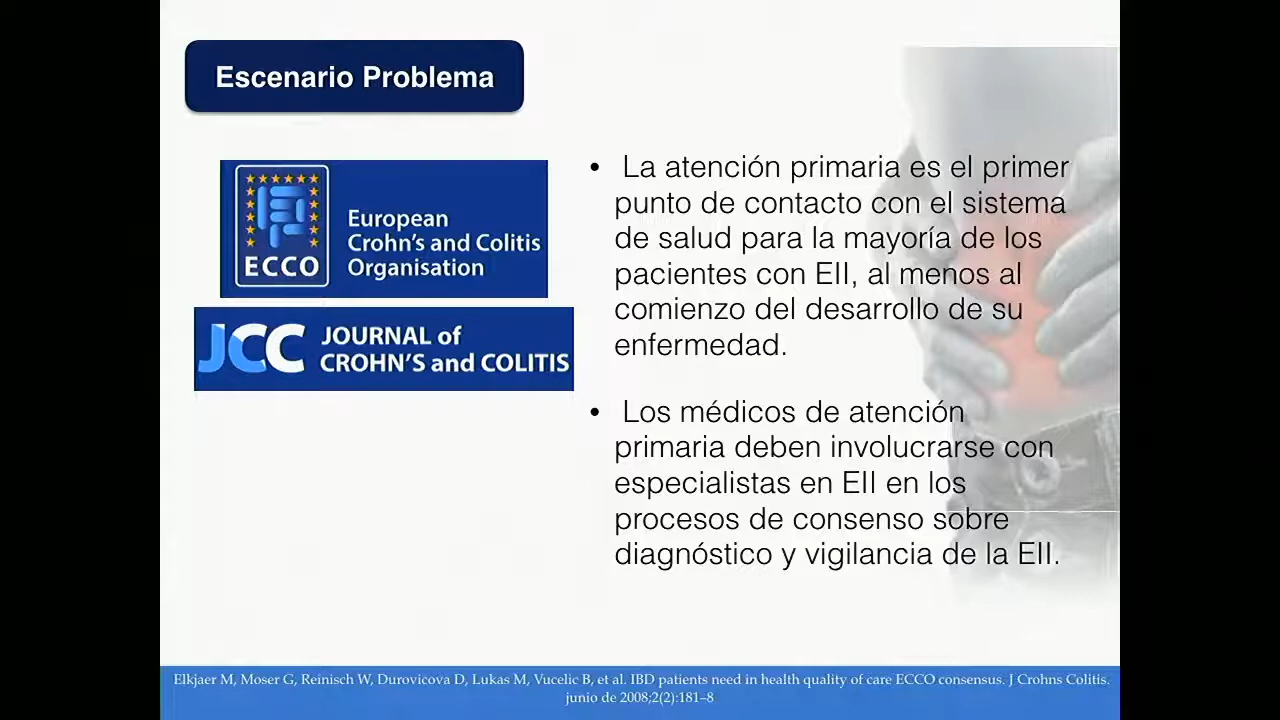 Escenario Problema
ECCO
European
Crohn's and Colitis
Organisation
JCC
JOURNAL of
CROHN'S and COLITIS
• La atención primaria es el primer
punto de contacto con el sistema
de salud para la mayoría de los
pacientes con EII, al menos al
comienzo del desarrollo de su
enfermedad.
• Los médicos de atención
primaria deben involucrarse con
especialistas en EII en los
procesos de consenso sobre
diagnóstico y vigilancia de la EII.
Elkjaer M, Moser G, Reinisch W, Durovicova D, Lukas M, Vucelic B, et al. IBD patients need in health quality of care ECCO consensus. J Crohns Colitis.
junio de 2008;2(2):181–8